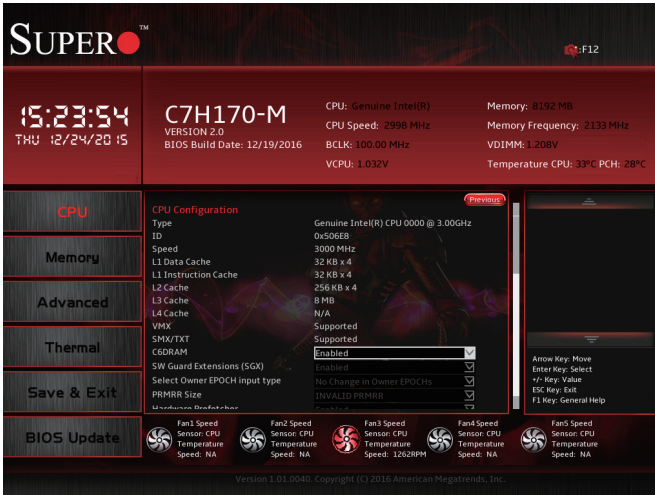 SUPER TM
:F12
15:23:54
THU 12/24/2015
C7H170-M
VERSION 2.0
BIOS Build Date: 12/19/2016
CPU: Genuine Intel(R)
CPU Speed: 2998 MHz
BCLK: 100.00 MHz
VCPU: 1.032V
Memory: 8192 MB
Memory Frequency: 2133 MHz
VDIMM: 1.208V
Temperature CPU: 33°C PCH: 28°C
CPU
Memory
Advanced
Thermal
Save & Exit
BIOS Update
Previous
CPU Configuration
Type Genuine Intel(R) CPU 0000 @ 3.00GHz
ID 0x506E8
Speed 3000 MHz
L1 Data Cache 32 KB x 4
L1 Instruction Cache 32 KB x 4
L2 Cache 256 KB x 4
L3 Cache 8 MB
L4 Cache N/A
VMX Supported
SMX/TXT Supported
C6DRAM Enabled
SW Guard Extensions (SGX) Enabled
Select Owner EPOCH input type No Change in Owner EPOCHs
PRMRR Size INVALID PRMRR
Hardware Prefetcher Enabled
Arrow Key: Move
Enter Key: Select
+/- Key: Value
ESC Key: Exit
F1 Key: General Help
Fan1 Speed
Sensor: CPU
Temperature
Speed: NA
Fan2 Speed
Sensor: CPU
Temperature
Speed: NA
Fan3 Speed
Sensor: CPU
Temperature
Speed: 1262RPM
Fan4 Speed
Sensor: CPU
Temperature
Speed: NA
Fan5 Speed
Sensor: CPU
Temperature
Speed: NA
Version 1.01.0040. Copyright (C) 2016 American Megatrends, Inc.